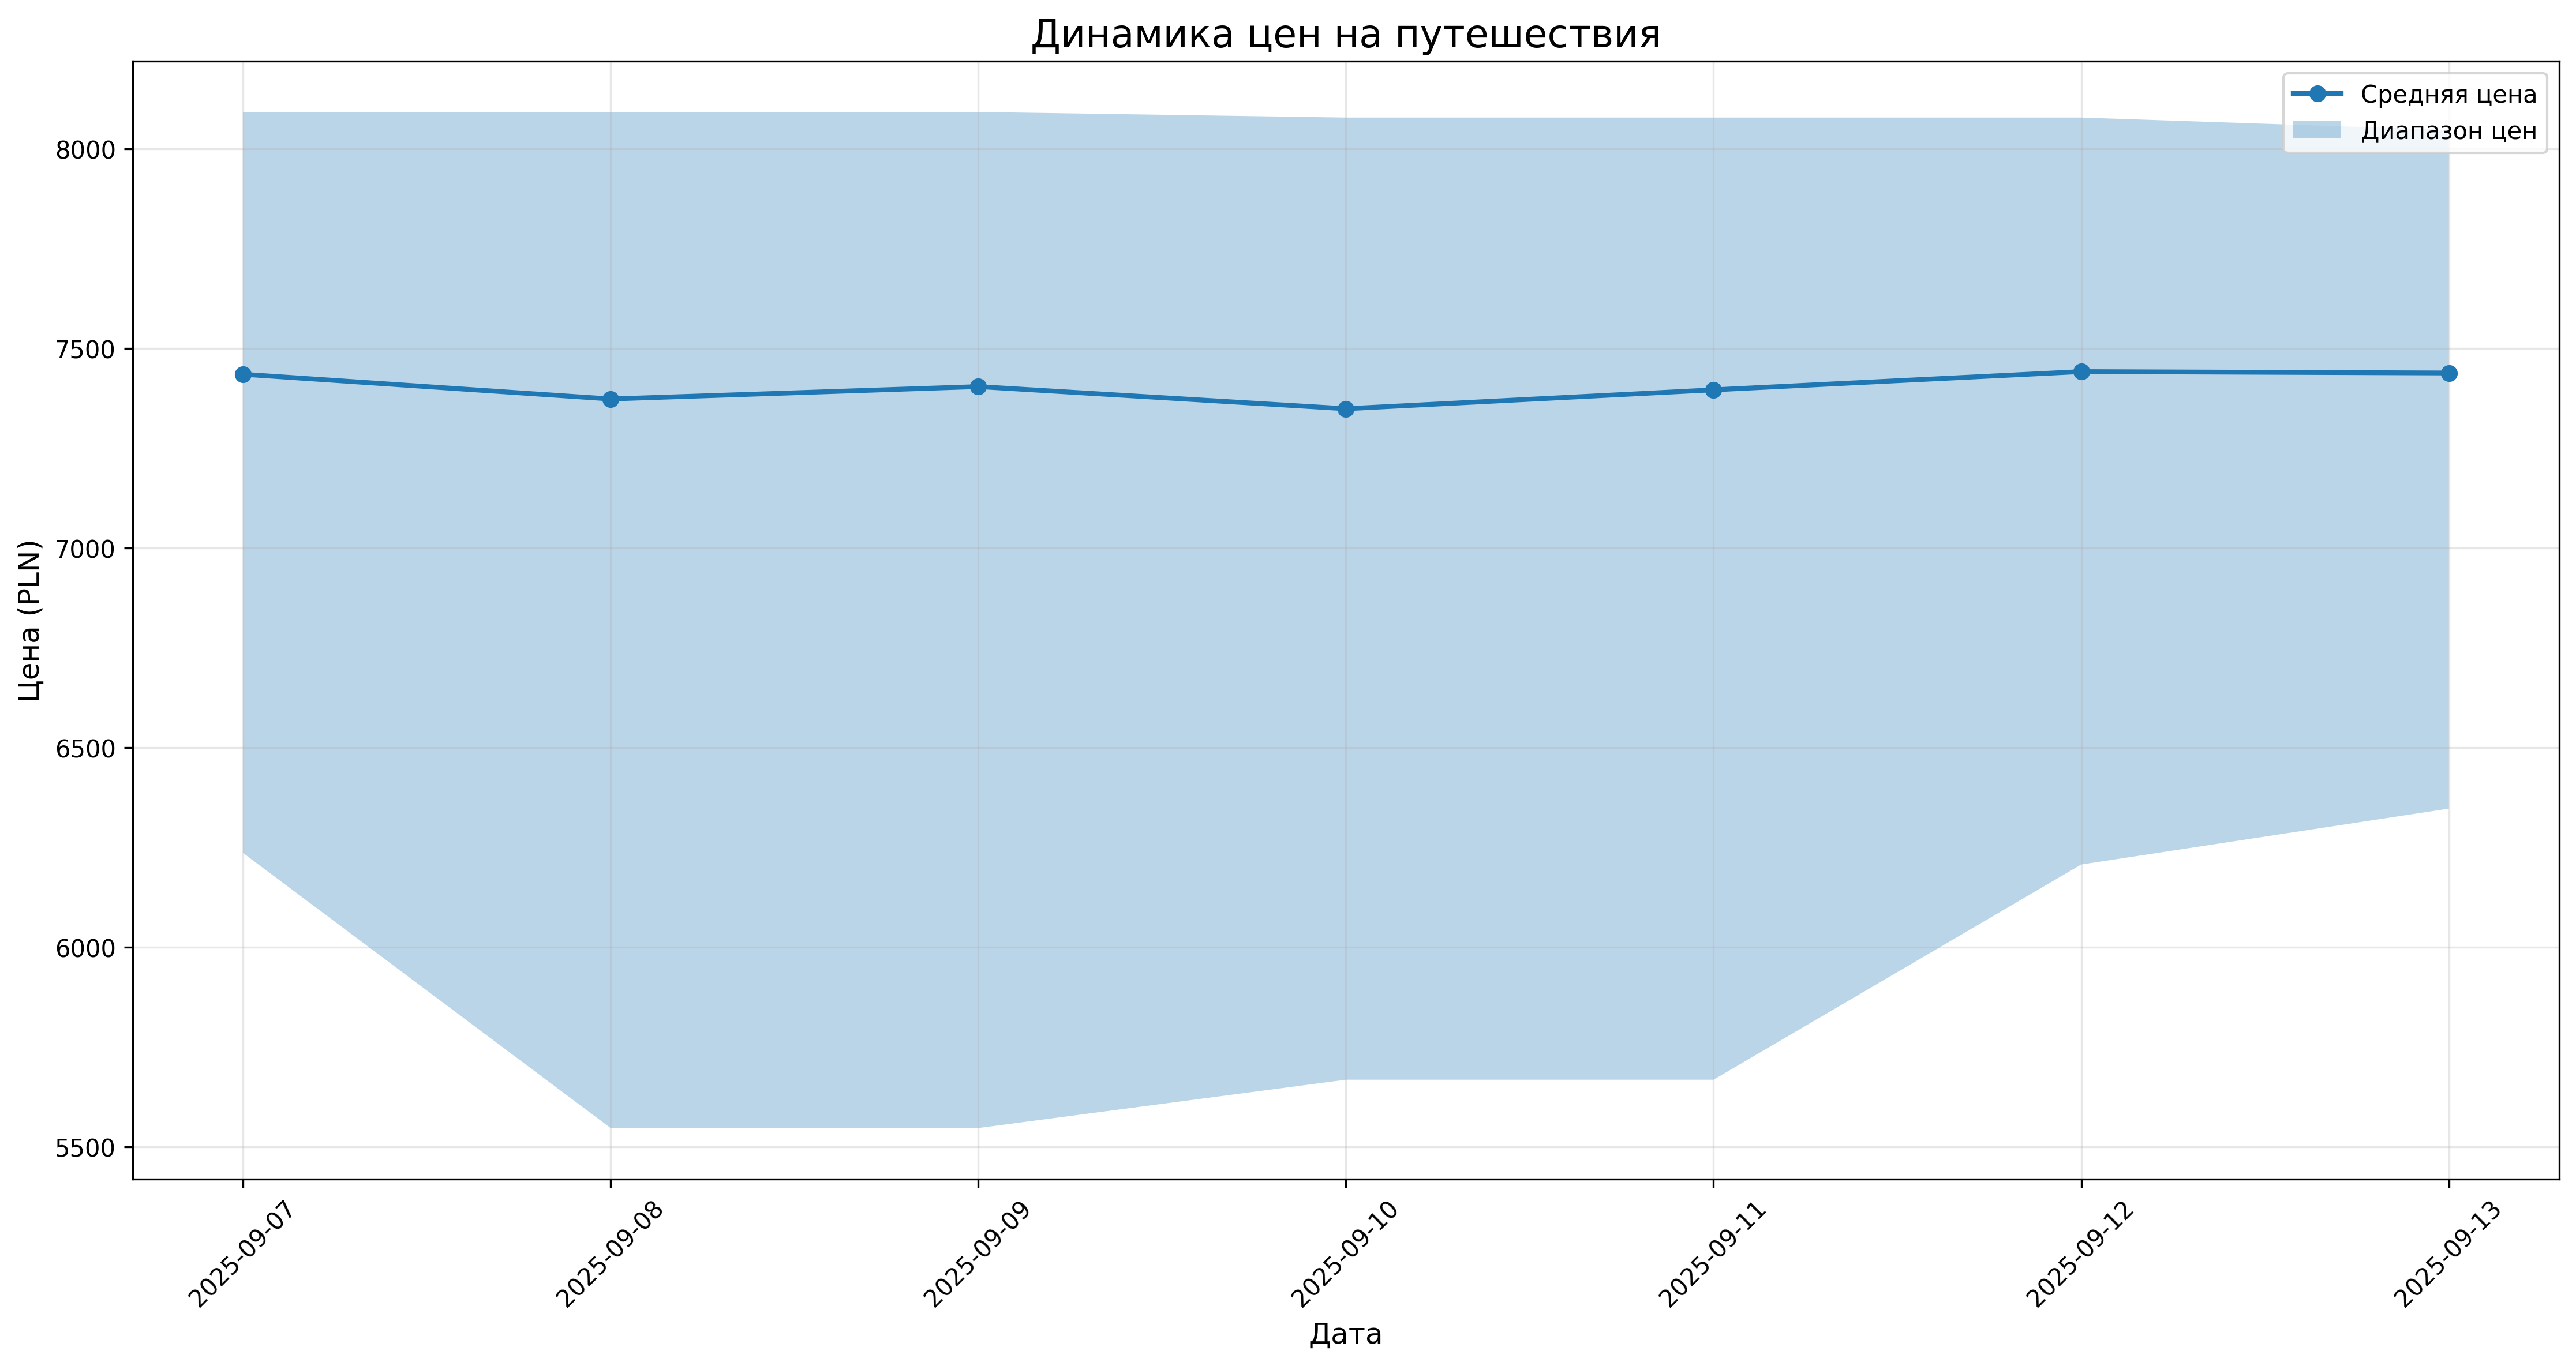 Динамика цен на путешествия
Средняя цена
Диапазон цен
Цена (PLN)
8000
7500
7000
6500
6000
5500
2025-09-07
2025-09-08
2025-09-09
2025-09-10
2025-09-11
2025-09-12
2025-09-13
Дата